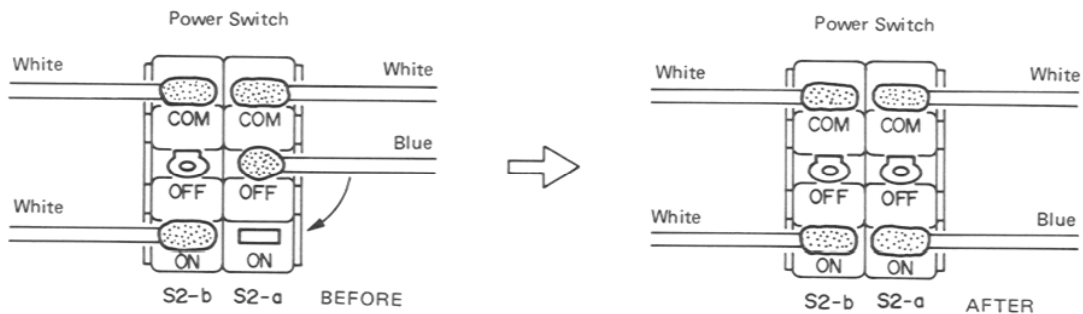 Power Switch
White
White
COM
COM
Blue
OFF
OFF
White
ON
ON
S2-b
S2-a
BEFORE
Power Switch
White
White
COM
COM
OFF
OFF
White
Blue
ON
ON
S2-b
S2-a
AFTER